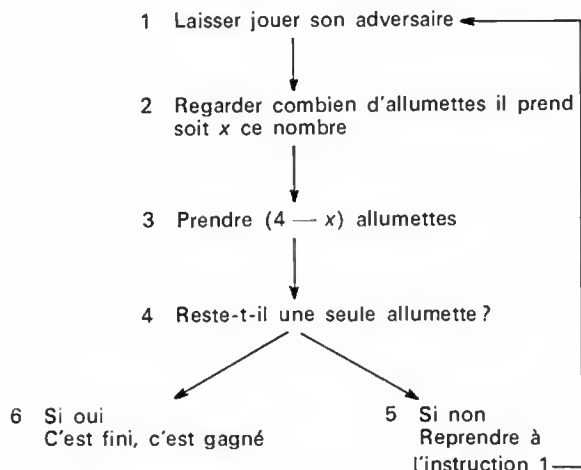 1 Laisser jouer son adversaire
2 Regarder combien d'allumettes il prend
soit x ce nombre
3 Prendre (4 — x) allumettes
4 Reste-t-il une seule allumette ?
6 Si oui
C'est fini, c'est gagné
5 Si non
Reprendre à
l'instruction 1